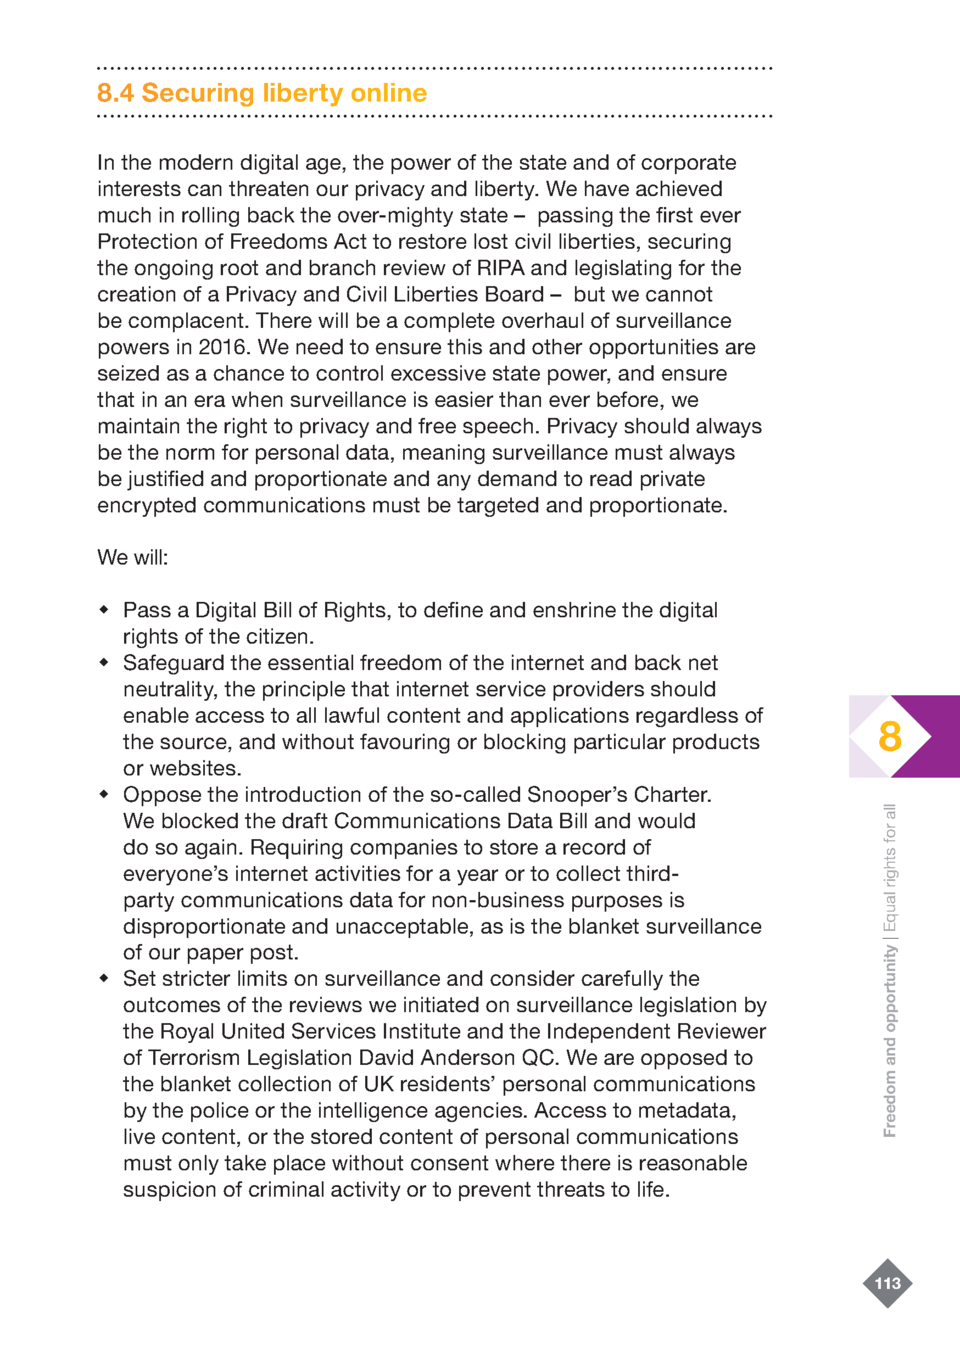 8.4 Securing liberty online
In the modern digital age, the power of the state and of corporate
interests can threaten our privacy and liberty. We have achieved
much in rolling back the over-mighty state –  passing the first ever
Protection of Freedoms Act to restore lost civil liberties, securing
the ongoing root and branch review of RIPA and legislating for the
creation of a Privacy and Civil Liberties Board –  but we cannot
be complacent. There will be a complete overhaul of surveillance
powers in 2016. We need to ensure this and other opportunities are
seized as a chance to control excessive state power, and ensure
that in an era when surveillance is easier than ever before, we
maintain the right to privacy and free speech. Privacy should always
be the norm for personal data, meaning surveillance must always
be justified and proportionate and any demand to read private
encrypted communications must be targeted and proportionate.
We will:
◆ Pass a Digital Bill of Rights, to define and enshrine the digital
rights of the citizen.
◆ Safeguard the essential freedom of the internet and back net
neutrality, the principle that internet service providers should
enable access to all lawful content and applications regardless of
the source, and without favouring or blocking particular products
or websites.
◆ Oppose the introduction of the so-called Snooper’s Charter.
We blocked the draft Communications Data Bill and would
do so again. Requiring companies to store a record of
everyone’s internet activities for a year or to collect third-
party communications data for non-business purposes is
disproportionate and unacceptable, as is the blanket surveillance
of our paper post.
◆ Set stricter limits on surveillance and consider carefully the
outcomes of the reviews we initiated on surveillance legislation by
the Royal United Services Institute and the Independent Reviewer
of Terrorism Legislation David Anderson QC. We are opposed to
the blanket collection of UK residents’ personal communications
by the police or the intelligence agencies. Access to metadata,
live content, or the stored content of personal communications
must only take place without consent where there is reasonable
suspicion of criminal activity or to prevent threats to life.
8
Freedom and opportunity | Equal rights for all
113